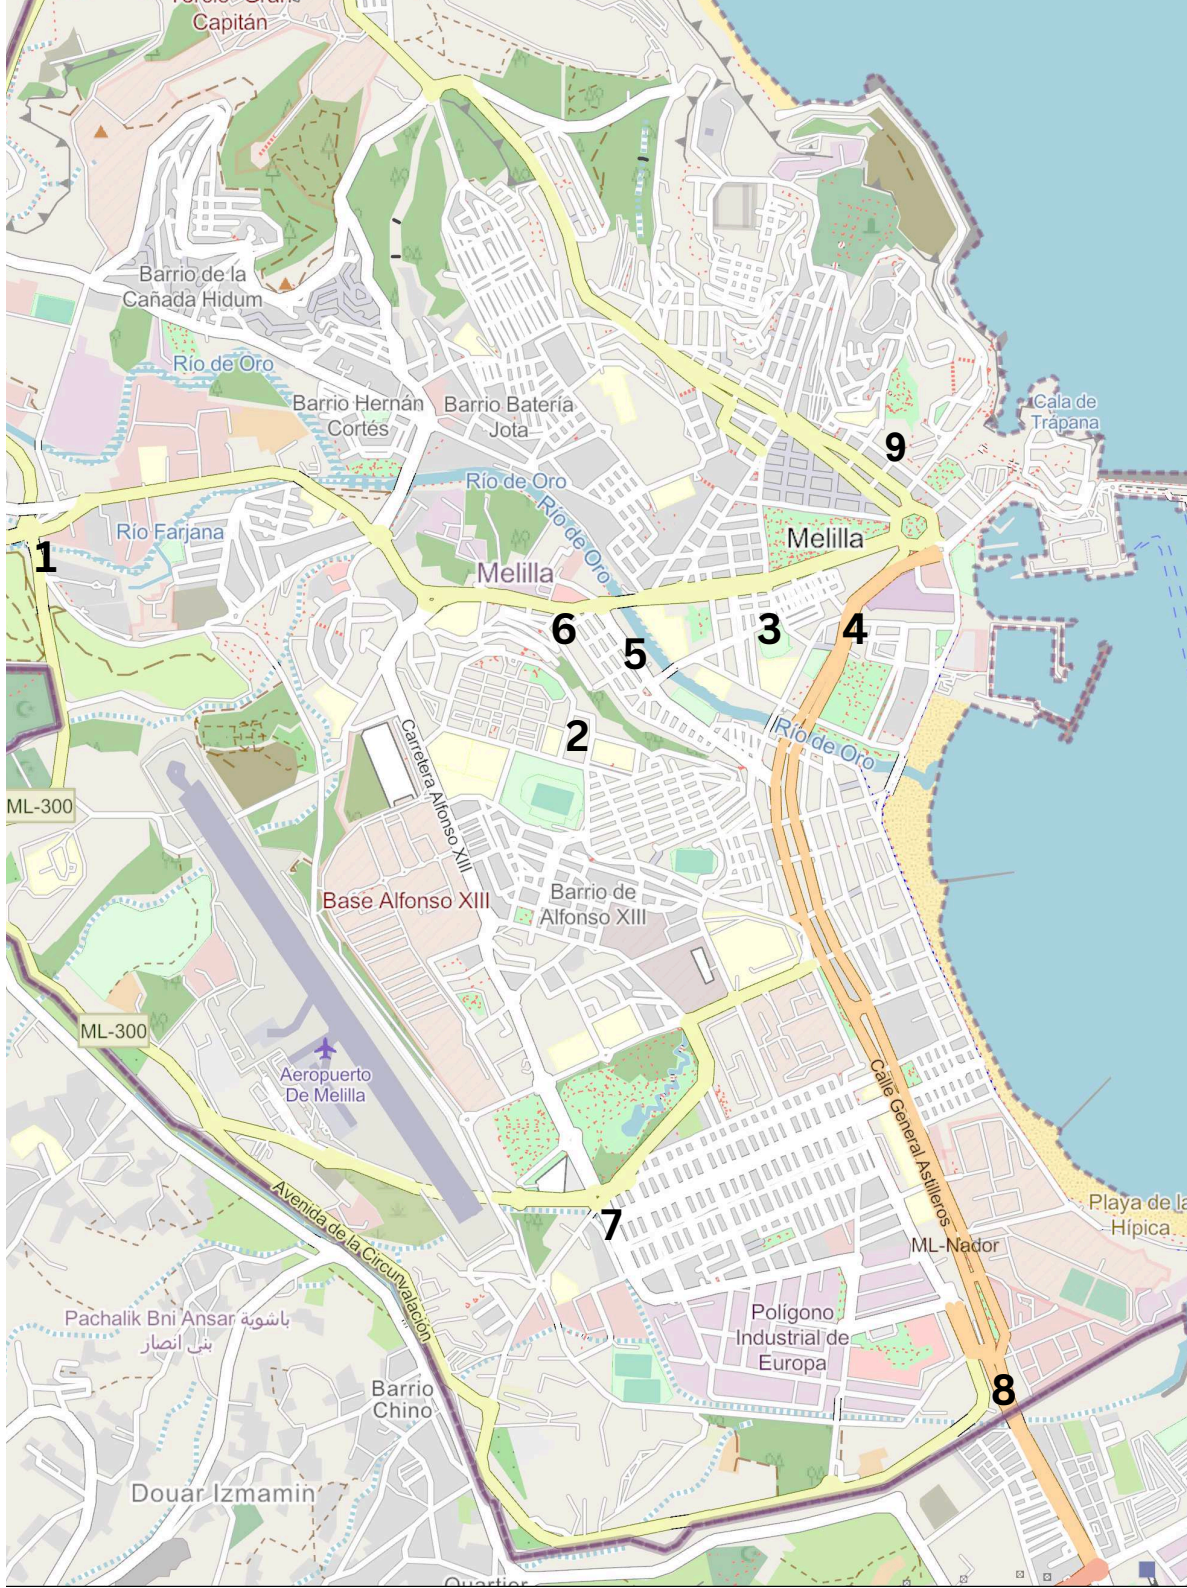 Tercio "Gran
Capitán
Barrio de la
Cañada Hidum
Río de Oro
Barrio Hernán
Cortés
Barrio Batería
Jota
Cala de
Trápana
9
Río de Oro
Río de Oro
Río Farjana
1
Melilla
Melilla
6
5
3
4
2
Río de Oro
Carretera Alfonso XIII
ML-300
Base Alfonso XIII
Barrio de
Alfonso XIII
ML-300
Aeropuerto
De Melilla
Calle General Astilleros
Avenida de la Circunvalación
7
Playa de la
Hípica
ML-Nador
Pachalik Bni Ansar باشوية
بني انصار
Polígono
Industrial de
Europa
8
Barrio
Chino
Douar Izmamin
Quartier